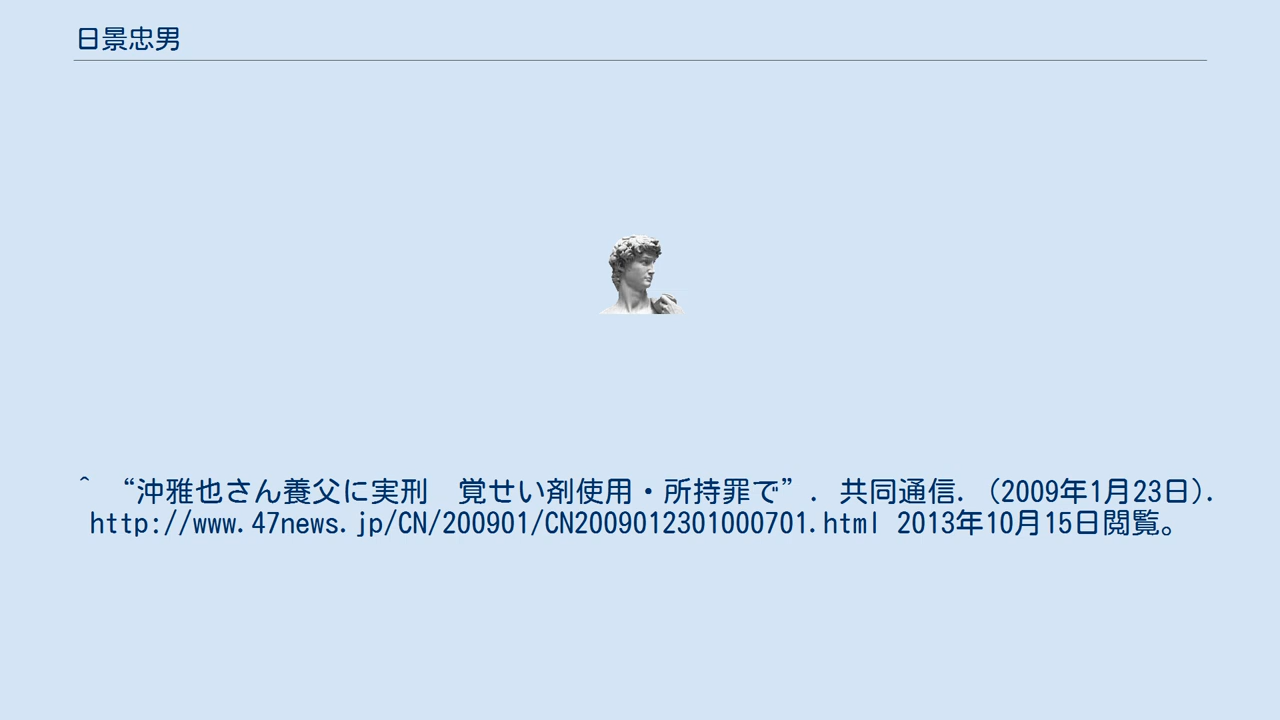 日景忠男
^ “沖雅也さん養父に実刑　覚せい剤使用・所持罪で”. 共同通信. (2009年1月23日).
http://www.47news.jp/CN/200901/CN2009012301000701.html 2013年10月15日閲覧。